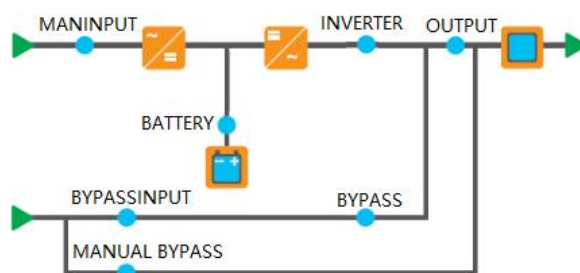 MANINPUT
INVERTER
OUTPUT
BATTERY
BYPASSINPUT
BYPASS
MANUAL BYPASS